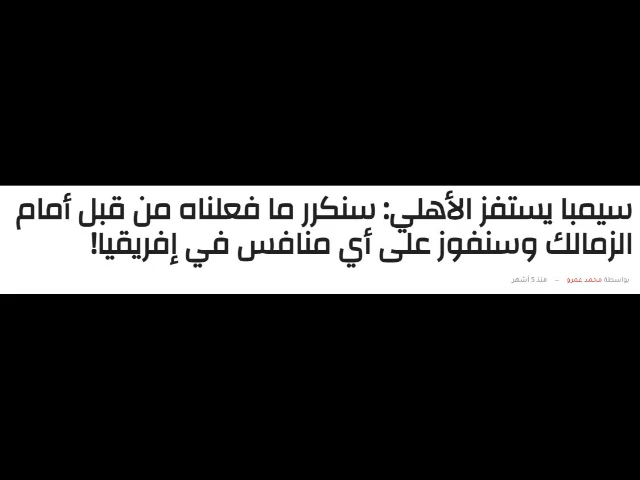 سيمبا يستفز الأهلي: سنكرر ما فعلناه من قبل أمام
الزمالك وسنفوز على أي منافس في إفريقيا!
بواسطة محمد عمرو – منذ 5 أشهر